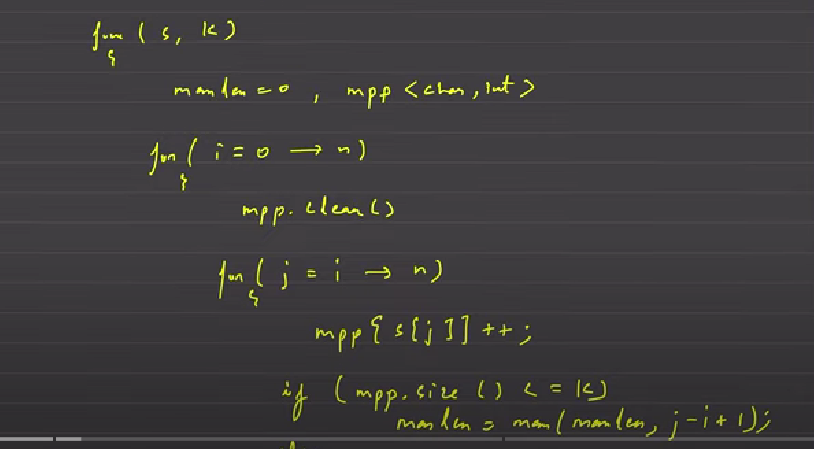 func ( s, k)
{
maxlen = 0 , mpp <char, int>
for ( i = 0 → n)
{
mpp. clear()
for ( j = i → n)
{
mpp[ s[ j ]] ++ ;
if ( mpp. size () <= k)
maxlen = max( maxlen, j - i + 1 );